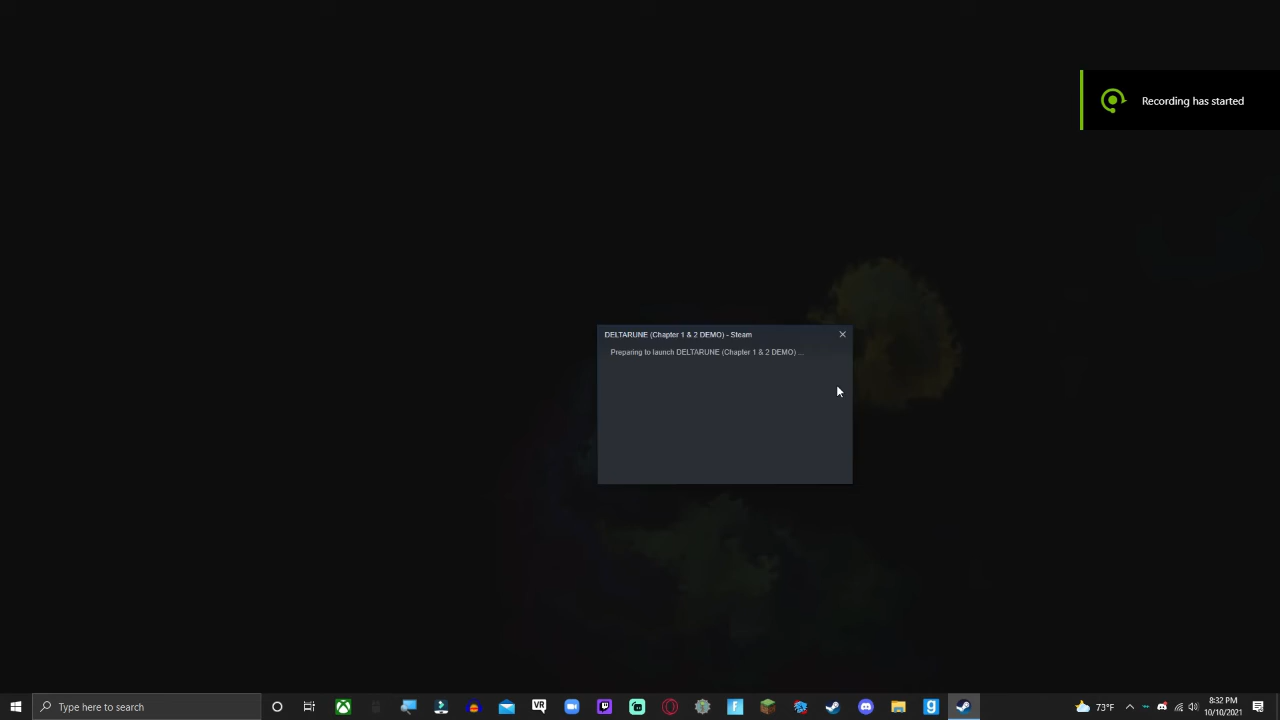 Recording has started
DELTARUNE (Chapter 1 & 2 DEMO) - Steam
Preparing to launch DELTARUNE (Chapter 1 & 2 DEMO) ...
Type here to search
VR
73°F
8:32 PM
10/10/2021